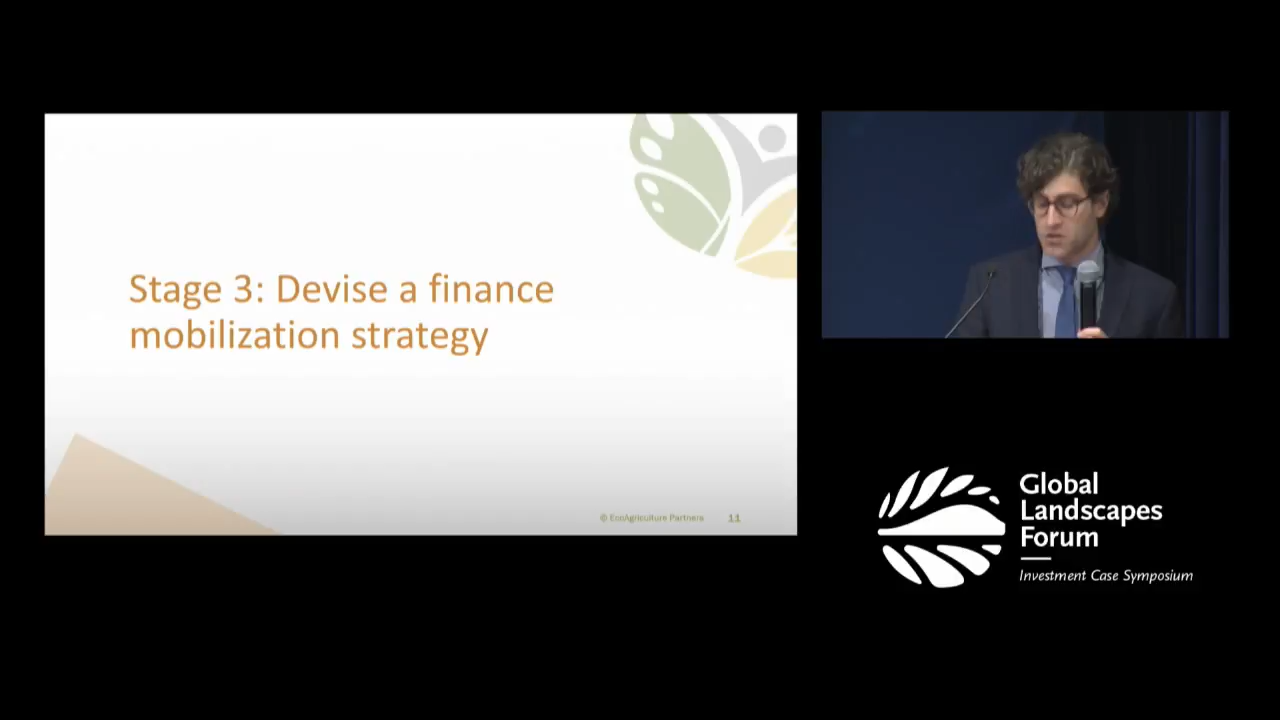 Stage 3: Devise a finance
mobilization strategy
© EcoAgriculture Partners 11
Global
Landscapes
Forum
Investment Case Symposium